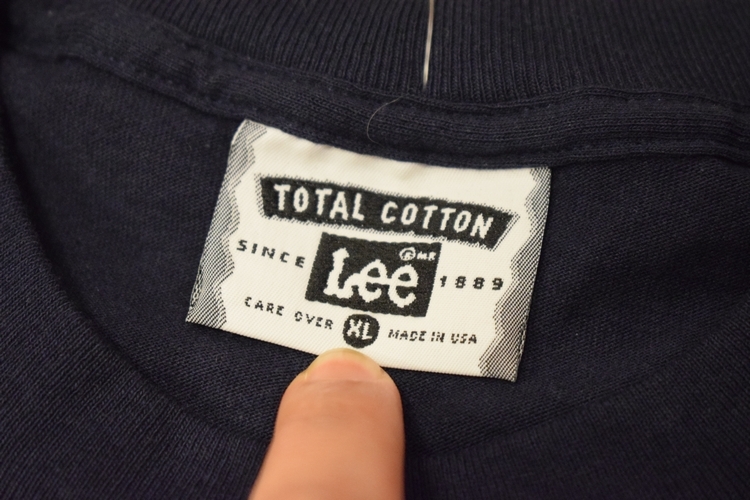 TOTAL COTTON
SINCE Lee ®MR 1889
CARE OVER XL MADE IN USA